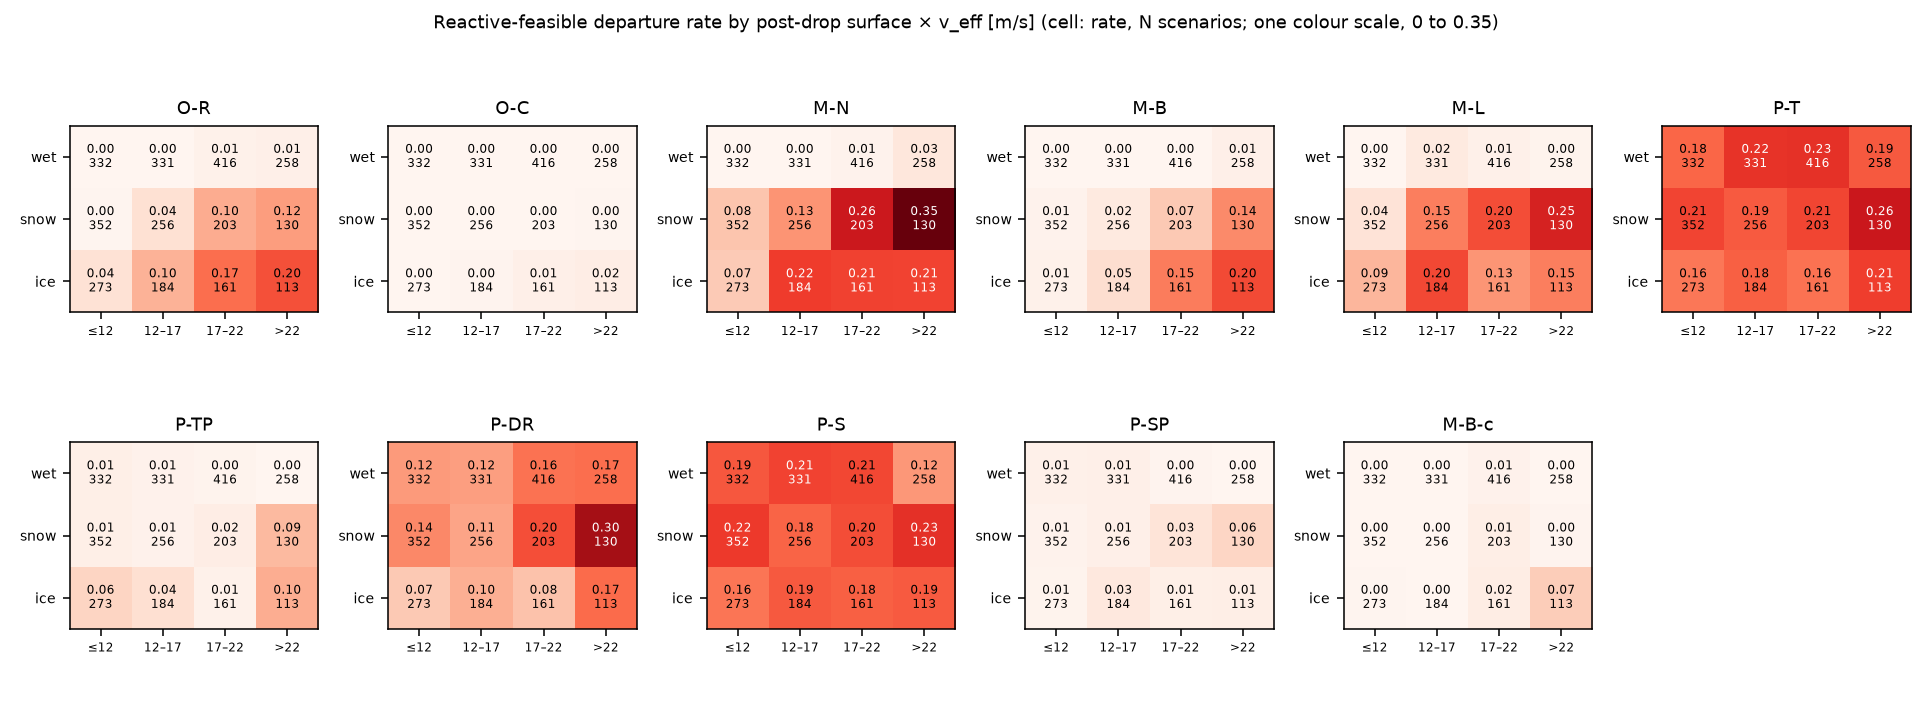 Reactive-feasible departure rate by post-drop surface × v_eff [m/s] (cell: rate, N scenarios; one colour scale, 0 to 0.35)
O-R
wet 0.00 0.00 0.01 0.01
332 331 416 258
snow 0.00 0.04 0.10 0.12
352 256 203 130
ice 0.04 0.10 0.17 0.20
273 184 161 113
≤12 12–17 17–22 >22
O-C
wet 0.00 0.00 0.00 0.00
332 331 416 258
snow 0.00 0.00 0.00 0.00
352 256 203 130
ice 0.00 0.00 0.01 0.02
273 184 161 113
≤12 12–17 17–22 >22
M-N
wet 0.00 0.00 0.01 0.03
332 331 416 258
snow 0.08 0.13 0.26 0.35
352 256 203 130
ice 0.07 0.22 0.21 0.21
273 184 161 113
≤12 12–17 17–22 >22
M-B
wet 0.00 0.00 0.00 0.01
332 331 416 258
snow 0.01 0.02 0.07 0.14
352 256 203 130
ice 0.01 0.05 0.15 0.20
273 184 161 113
≤12 12–17 17–22 >22
M-L
wet 0.00 0.02 0.01 0.00
332 331 416 258
snow 0.04 0.15 0.20 0.25
352 256 203 130
ice 0.09 0.20 0.13 0.15
273 184 161 113
≤12 12–17 17–22 >22
P-T
wet 0.18 0.22 0.23 0.19
332 331 416 258
snow 0.21 0.19 0.21 0.26
352 256 203 130
ice 0.16 0.18 0.16 0.21
273 184 161 113
≤12 12–17 17–22 >22
P-TP
wet 0.01 0.01 0.00 0.00
332 331 416 258
snow 0.01 0.01 0.02 0.09
352 256 203 130
ice 0.06 0.04 0.01 0.10
273 184 161 113
≤12 12–17 17–22 >22
P-DR
wet 0.12 0.12 0.16 0.17
332 331 416 258
snow 0.14 0.11 0.20 0.30
352 256 203 130
ice 0.07 0.10 0.08 0.17
273 184 161 113
≤12 12–17 17–22 >22
P-S
wet 0.19 0.21 0.21 0.12
332 331 416 258
snow 0.22 0.18 0.20 0.23
352 256 203 130
ice 0.16 0.19 0.18 0.19
273 184 161 113
≤12 12–17 17–22 >22
P-SP
wet 0.01 0.01 0.00 0.00
332 331 416 258
snow 0.01 0.01 0.03 0.06
352 256 203 130
ice 0.01 0.03 0.01 0.01
273 184 161 113
≤12 12–17 17–22 >22
M-B-c
wet 0.00 0.00 0.01 0.00
332 331 416 258
snow 0.00 0.00 0.01 0.00
352 256 203 130
ice 0.00 0.00 0.02 0.07
273 184 161 113
≤12 12–17 17–22 >22